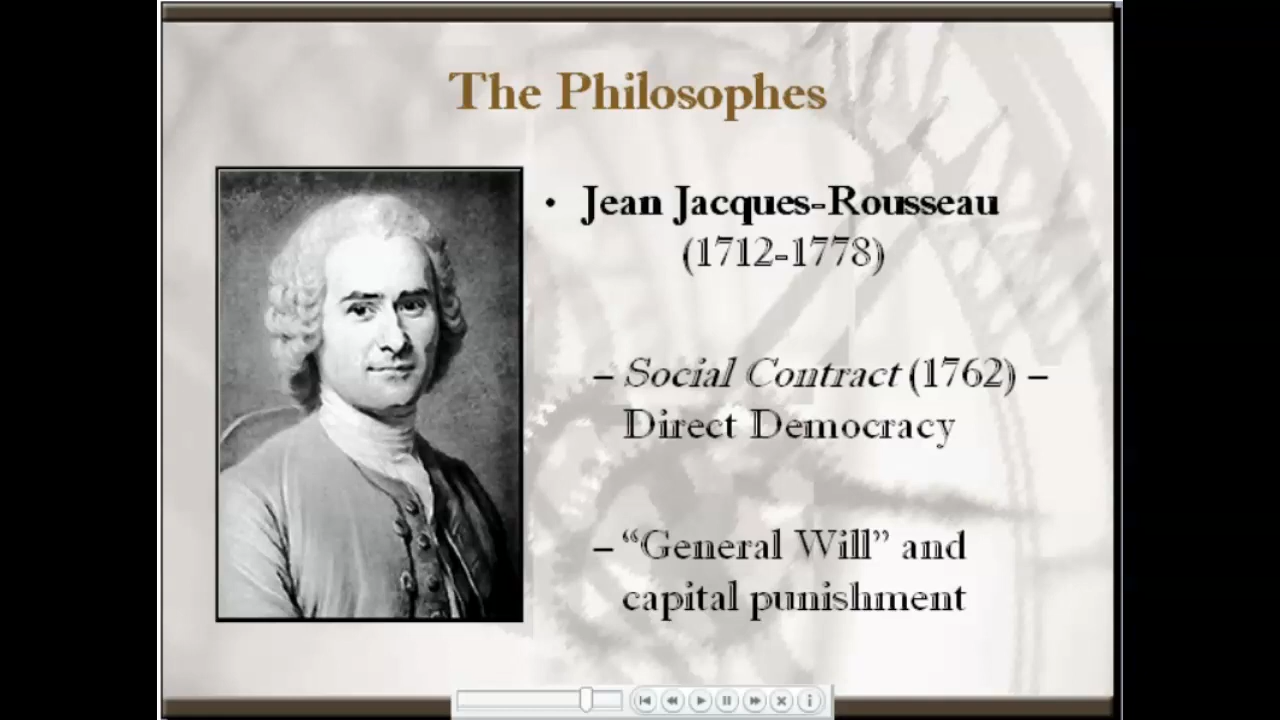 The Philosophes
• Jean Jacques-Rousseau
(1712-1778)
– Social Contract (1762) –
Direct Democracy
– “General Will” and
capital punishment